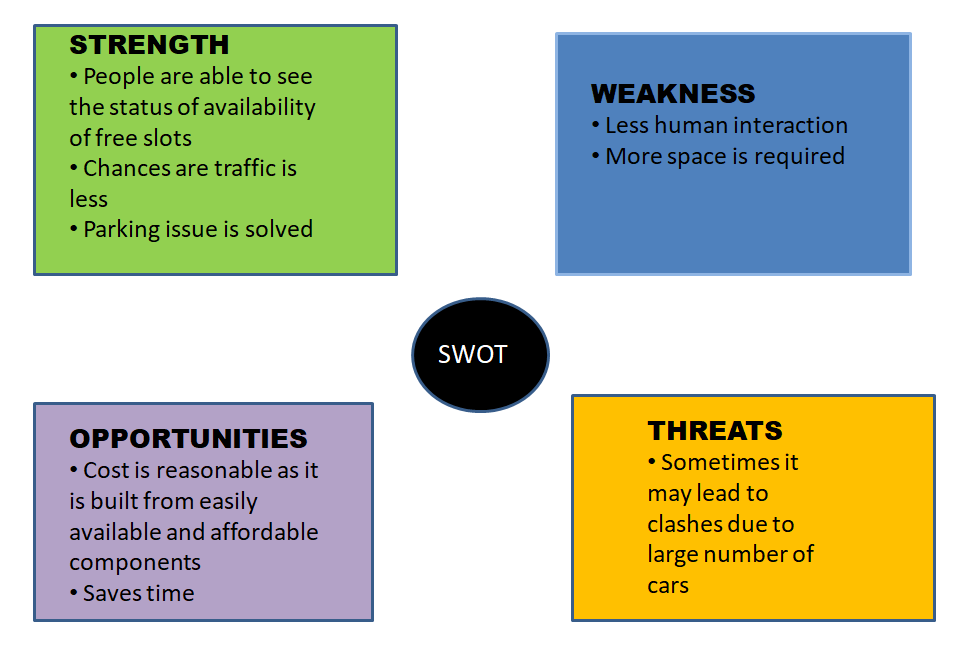 STRENGTH
• People are able to see
the status of availability
of free slots
• Chances are traffic is
less
• Parking issue is solved
WEAKNESS
• Less human interaction
• More space is required
SWOT
OPPORTUNITIES
• Cost is reasonable as it
is built from easily
available and affordable
components
• Saves time
THREATS
• Sometimes it
may lead to
clashes due to
large number of
cars